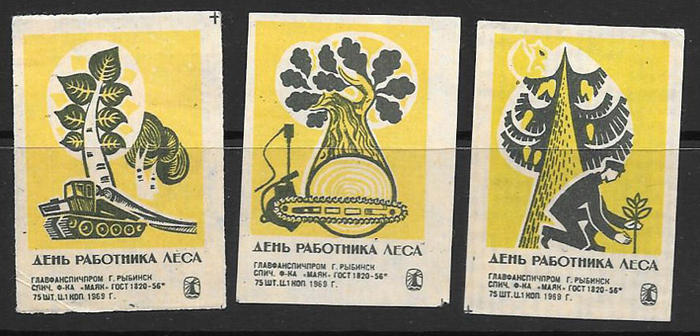 ДЕНЬ РАБОТНИКА ЛЕСА
ГЛАВФАНСПИЧПРОМ Г. РЫБИНСК
СПИЧ. Ф-КА "МАЯК" ГОСТ 1820-56*
75 ШТ. Ц.1 КОП. 1969 Г.
ДЕНЬ РАБОТНИКА ЛЕСА
ГЛАВФАНСПИЧПРОМ Г. РЫБИНСК
СПИЧ. Ф-КА "МАЯК" ГОСТ 1820-56*
75 ШТ. Ц.1 КОП. 1969 Г.
ДЕНЬ РАБОТНИКА ЛЕСА
ГЛАВФАНСПИЧПРОМ Г. РЫБИНСК
СПИЧ. Ф-КА "МАЯК" ГОСТ 1820-56*
75 ШТ. Ц.1 КОП. 1969 Г.